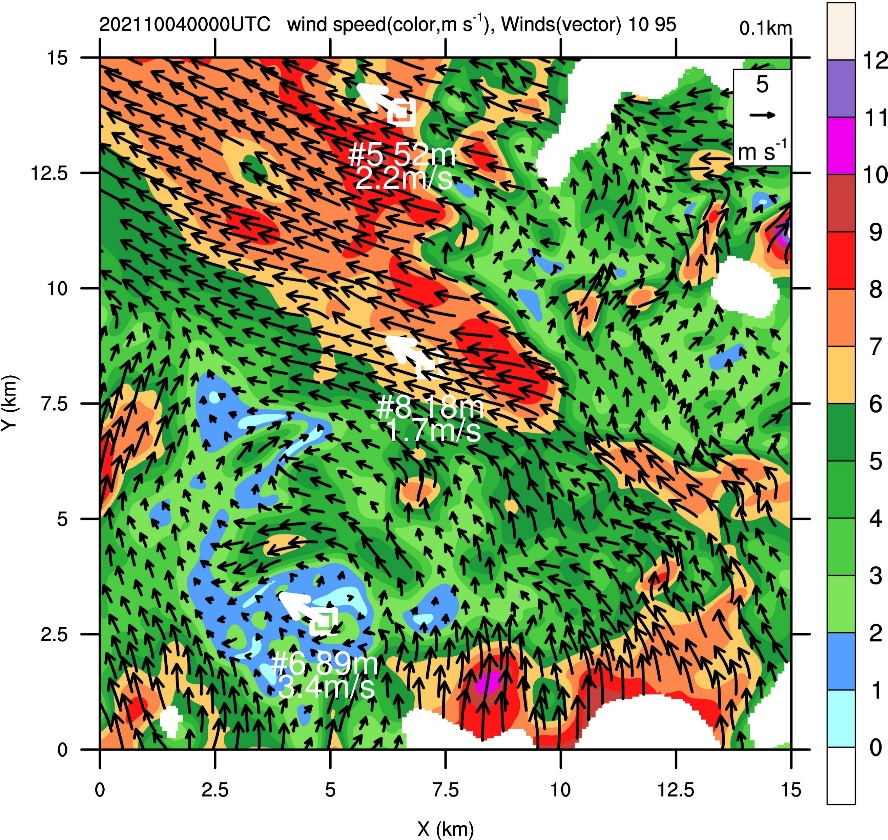 202110040000UTC wind speed(color,m s-1), Winds(vector) 10 95 0.1km
15
12.5
10
7.5
5
2.5
0
Y (km)
0 2.5 5 7.5 10 12.5 15
X (km)
5
m s-1
#5 52m
2.2m/s
#8 18m
1.7m/s
#6 89m
3.4m/s
12
11
10
9
8
7
6
5
4
3
2
1
0